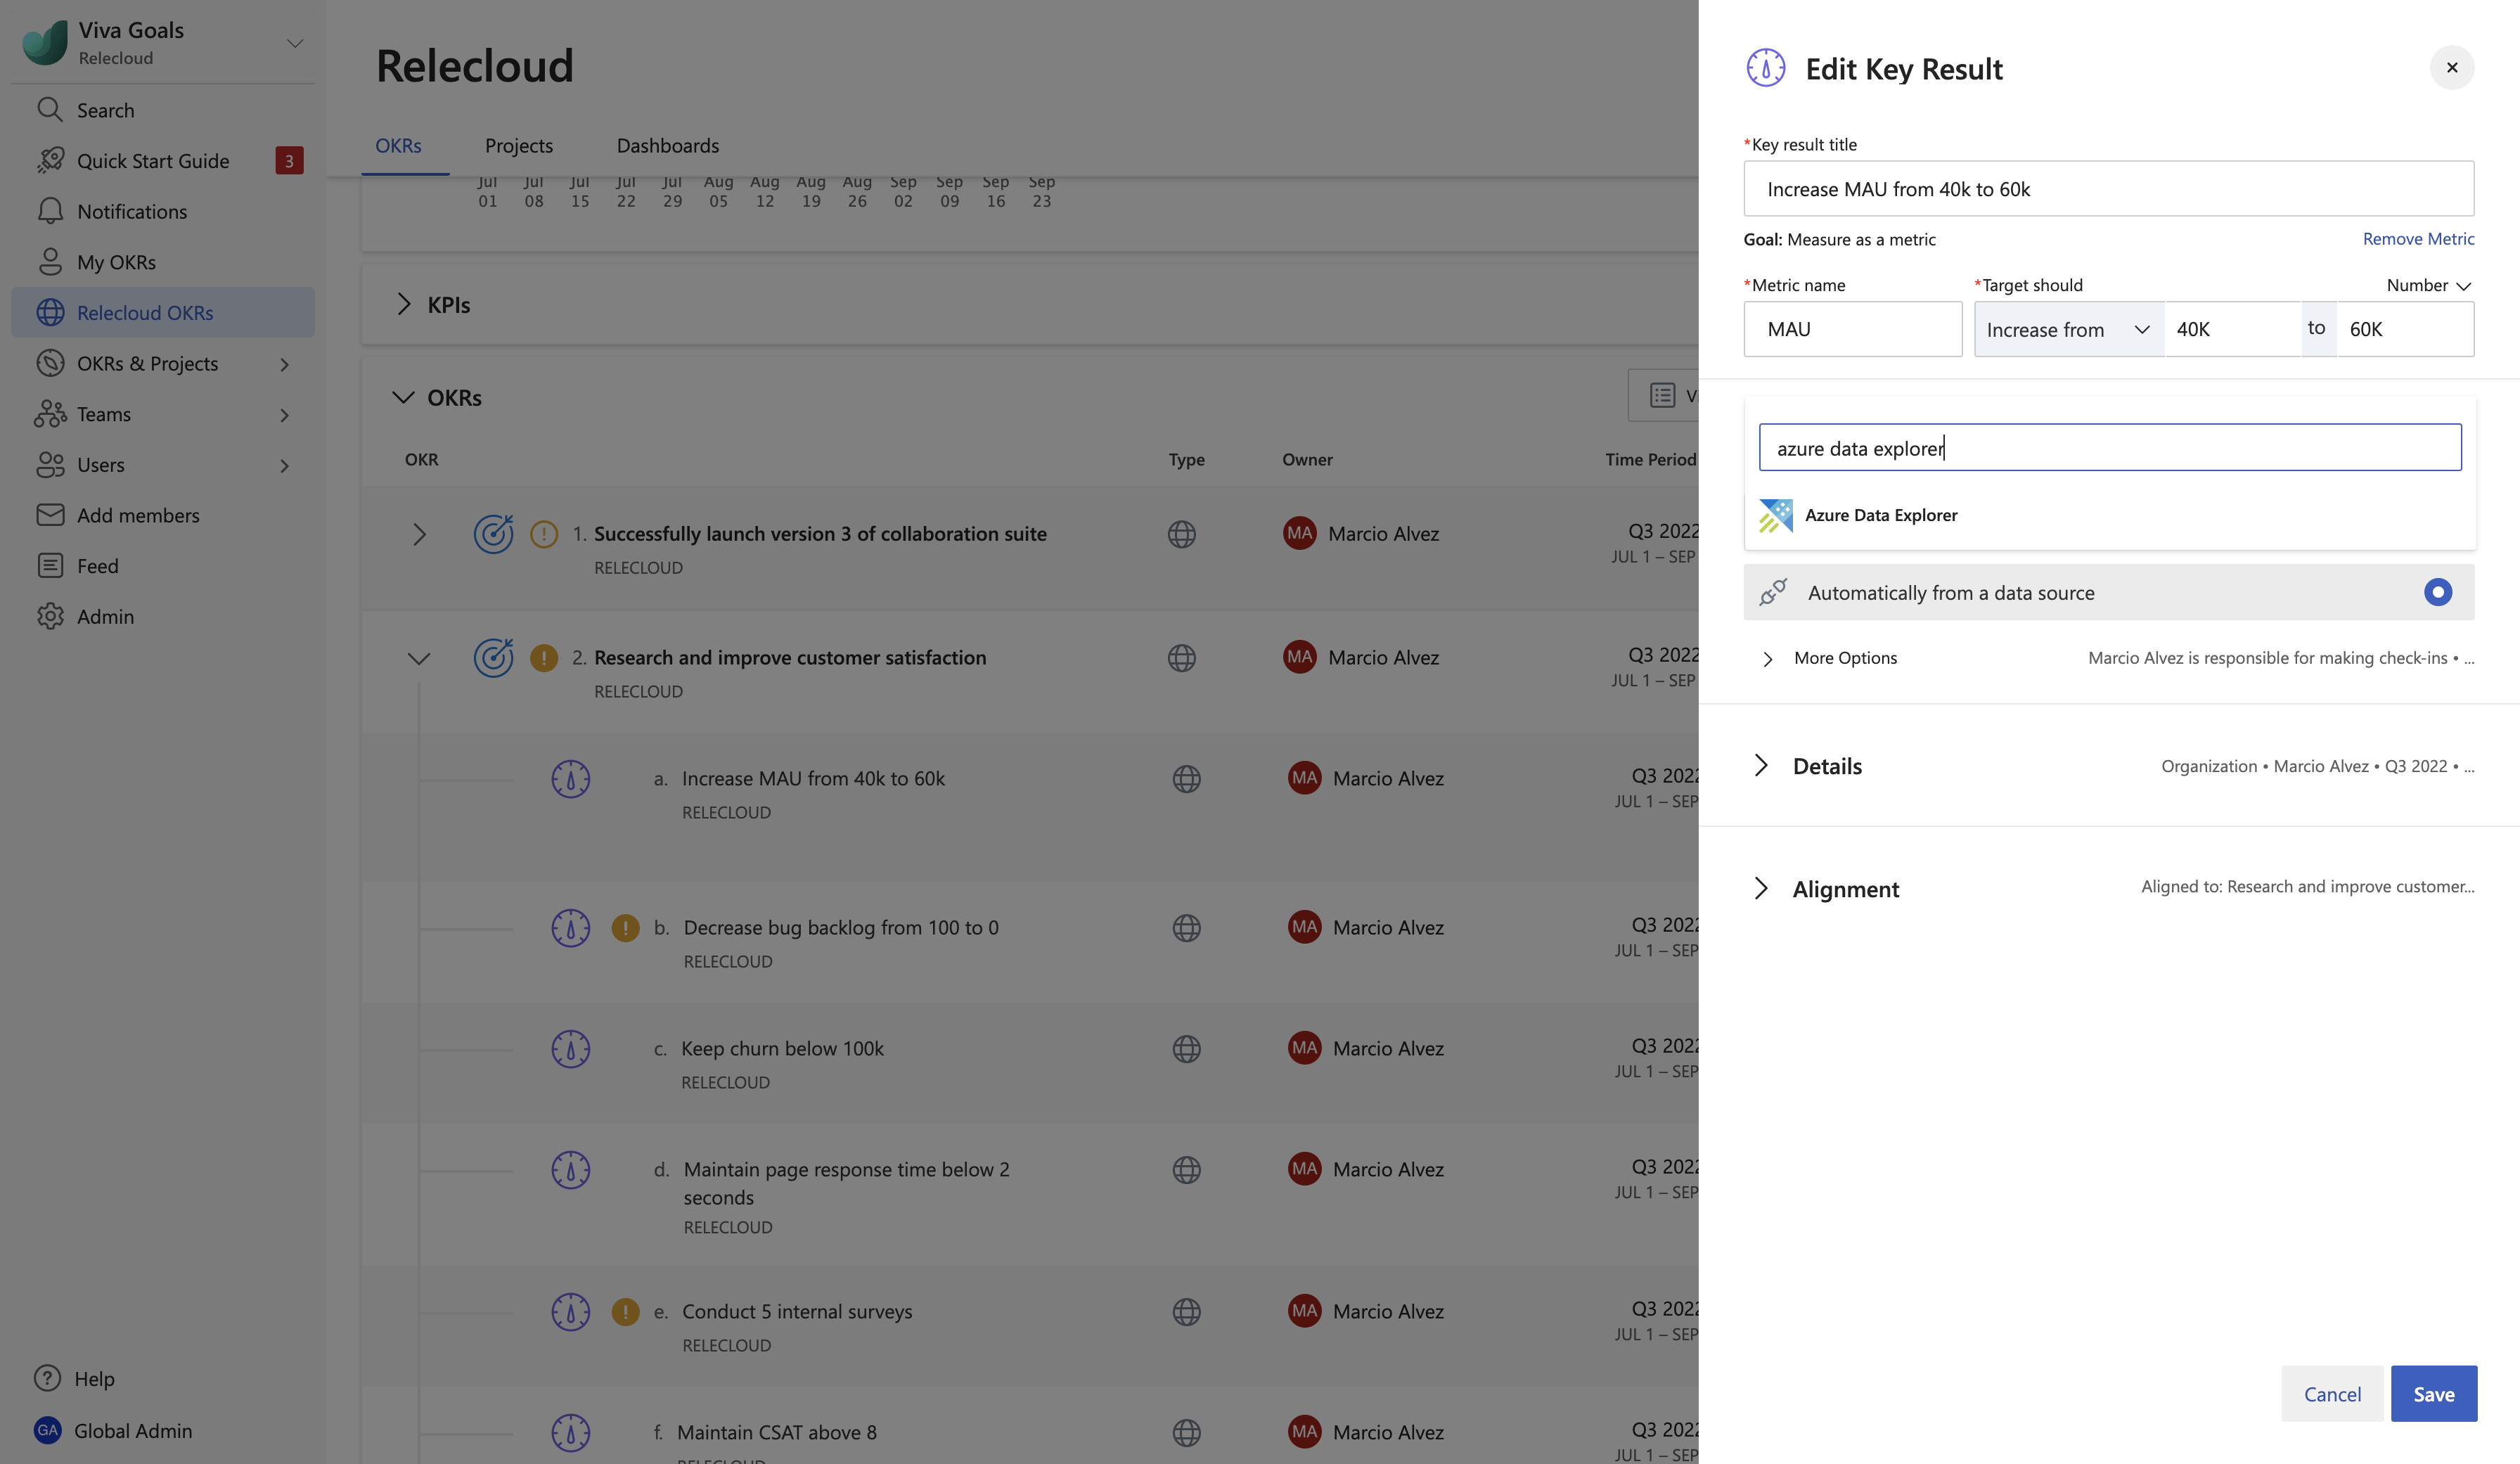 Viva Goals
Relecloud
Search
Quick Start Guide 3
Notifications
My OKRs
Relecloud OKRs
OKRs & Projects
Teams
Users
Add members
Feed
Admin
Help
GA Global Admin
Relecloud
OKRs Projects Dashboards
Jul Jul Jul Jul Jul Aug Aug Aug Aug Sep Sep Sep Sep
01 08 15 22 29 05 12 19 26 02 09 16 23
KPIs
OKRs
OKR Type Owner Time Period
1. Successfully launch version 3 of collaboration suite MA Marcio Alvez Q3 2022
RELECLOUD JUL 1 – SEP
2. Research and improve customer satisfaction MA Marcio Alvez Q3 2022
RELECLOUD JUL 1 – SEP
a. Increase MAU from 40k to 60k MA Marcio Alvez Q3 2022
RELECLOUD JUL 1 – SEP
b. Decrease bug backlog from 100 to 0 MA Marcio Alvez Q3 2022
RELECLOUD JUL 1 – SEP
c. Keep churn below 100k MA Marcio Alvez Q3 2022
RELECLOUD JUL 1 – SEP
d. Maintain page response time below 2 MA Marcio Alvez Q3 2022
seconds JUL 1 – SEP
RELECLOUD
e. Conduct 5 internal surveys MA Marcio Alvez Q3 2022
RELECLOUD JUL 1 – SEP
f. Maintain CSAT above 8 MA Marcio Alvez Q3 2022
RELECLOUD JUL 1 – SEP
Edit Key Result
*Key result title
Increase MAU from 40k to 60k
Goal: Measure as a metric Remove Metric
*Metric name *Target should Number
MAU Increase from 40K to 60K
azure data explorer
Azure Data Explorer
Automatically from a data source
More Options Marcio Alvez is responsible for making check-ins • ...
Details Organization • Marcio Alvez • Q3 2022 • ...
Alignment Aligned to: Research and improve customer...
Cancel Save